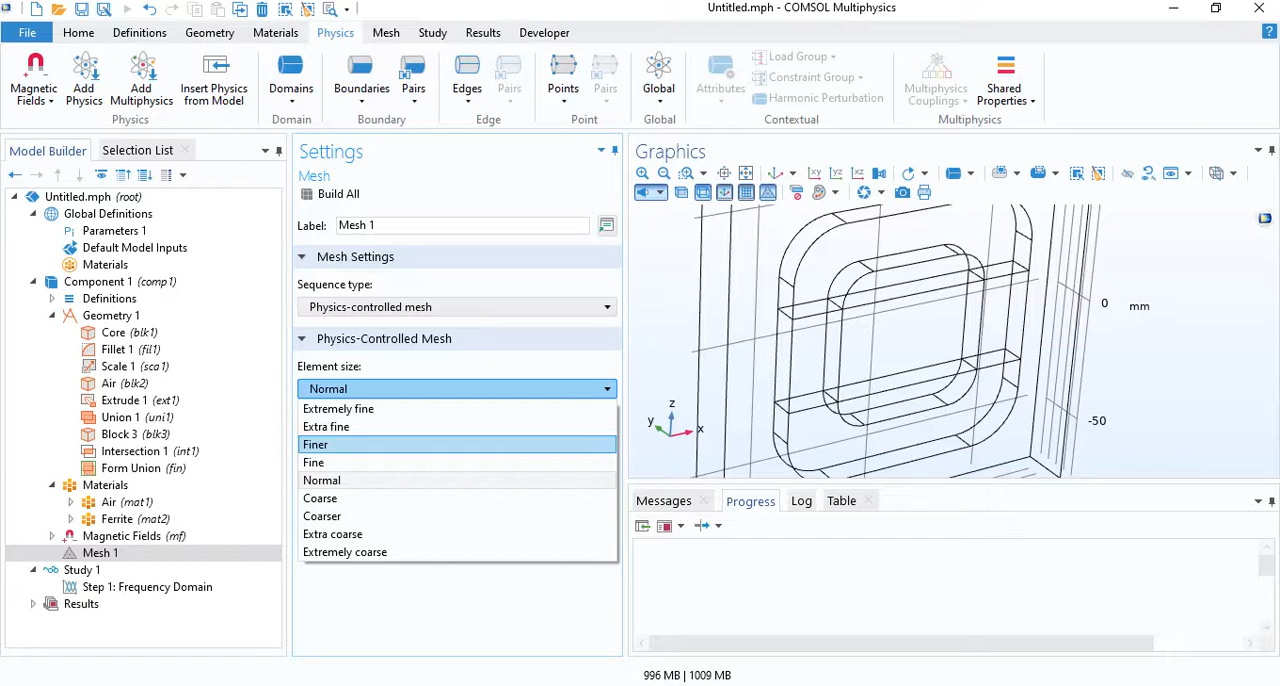 Untitled.mph - COMSOL Multiphysics
File Home Definitions Geometry Materials Physics Mesh Study Results Developer
Magnetic Fields
Add Physics
Add Multiphysics
Insert Physics from Model
Physics
Domains
Domain
Boundaries
Pairs
Boundary
Edges
Pairs
Edge
Points
Pairs
Point
Global
Global
Attributes
Load Group
Constraint Group
Harmonic Perturbation
Contextual
Multiphysics Couplings
Shared Properties
Multiphysics
Model Builder
Selection List
Untitled.mph (root)
Global Definitions
Parameters 1
Default Model Inputs
Materials
Component 1 (comp1)
Definitions
Geometry 1
Core (blk1)
Fillet 1 (fil1)
Scale 1 (sca1)
Air (blk2)
Extrude 1 (ext1)
Union 1 (uni1)
Block 3 (blk3)
Intersection 1 (int1)
Form Union (fin)
Materials
Air (mat1)
Ferrite (mat2)
Magnetic Fields (mf)
Mesh 1
Study 1
Step 1: Frequency Domain
Results
Settings
Mesh
Build All
Label: Mesh 1
Mesh Settings
Sequence type:
Physics-controlled mesh
Physics-Controlled Mesh
Element size:
Normal
Extremely fine
Extra fine
Finer
Fine
Normal
Coarse
Coarser
Extra coarse
Extremely coarse
Graphics
xy yz xz
0 mm
-50
z
y
x
Messages Progress Log Table
996 MB | 1009 MB